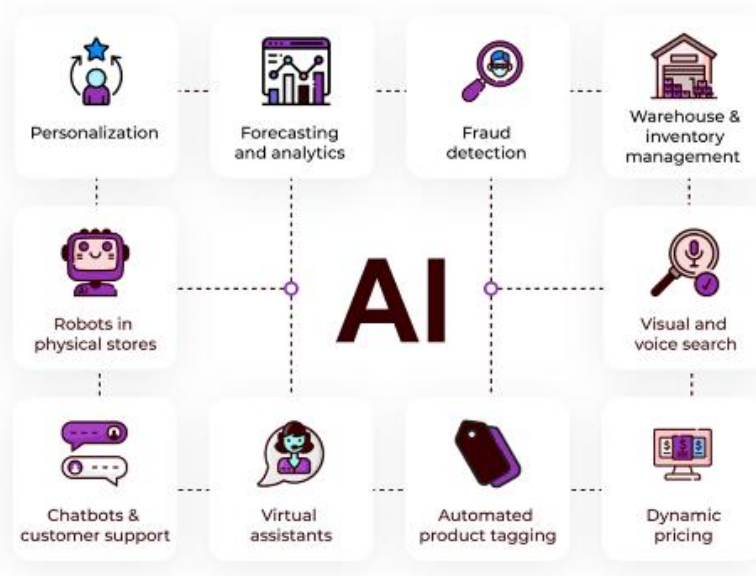 Personalization
Forecasting
and analytics
Fraud
detection
Warehouse &
inventory
management
Robots in
physical stores
AI
Visual and
voice search
Chatbots &
customer support
Virtual
assistants
Automated
product tagging
Dynamic
pricing